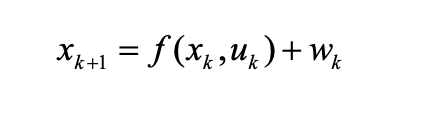 x_{k+1} = f(x_k, u_k) + w_k